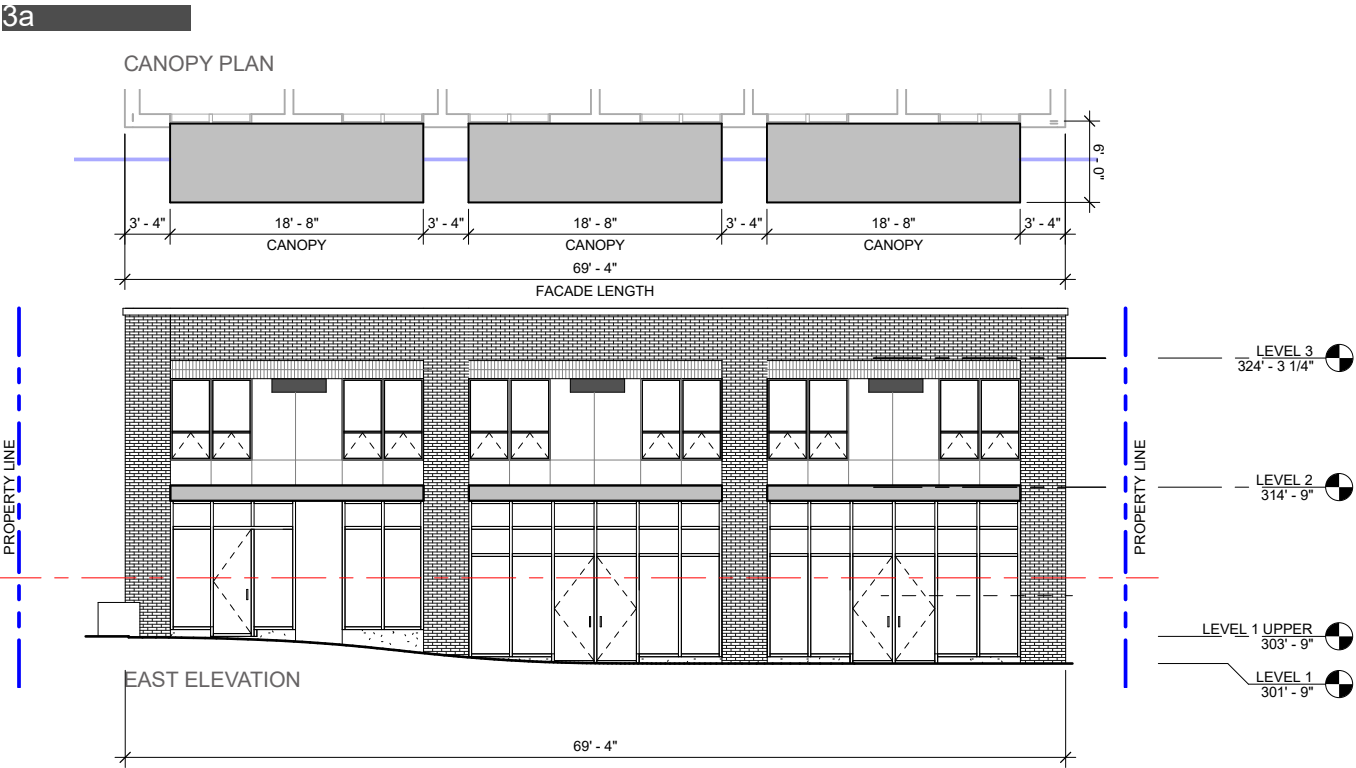 3a
CANOPY PLAN
6' - 0"
3' - 4"
18' - 8"
3' - 4"
18' - 8"
3' - 4"
18' - 8"
3' - 4"
CANOPY
CANOPY
CANOPY
69' - 4"
FACADE LENGTH
LEVEL 3
324' - 3 1/4"
PROPERTY LINE
PROPERTY LINE
LEVEL 2
314' - 9"
LEVEL 1 UPPER
303' - 9"
LEVEL 1
301' - 9"
EAST ELEVATION
69' - 4"